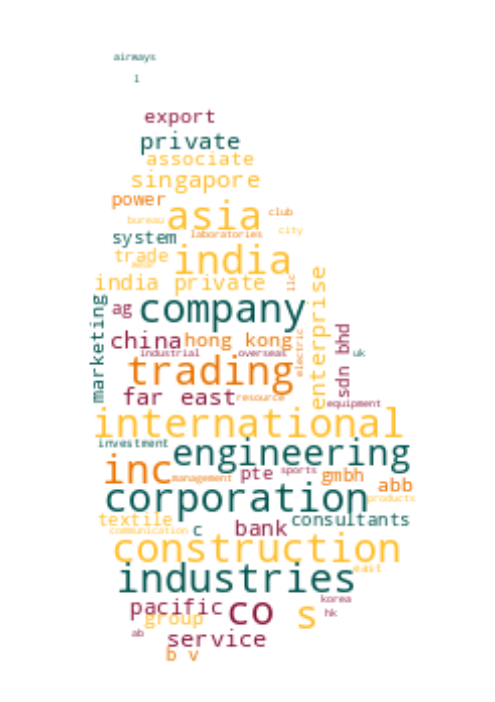 airways
l
export
private
associate
singapore
power
asia
club
bureau
city
system
laboratories
trade
india
india private
llc
marketing
ag
company
enterprise
china
hong kong
electric
sdn bhd
industrial
overseas
uk
trading
far east
resource
equipment
international
investment
engineering
inc
management
pte
sports
gmbh
abb
corporation
products
textile
communication
c
bank
consultants
construction
east
industries
pacific
co
s
korea
hk
group
ab
service
b v